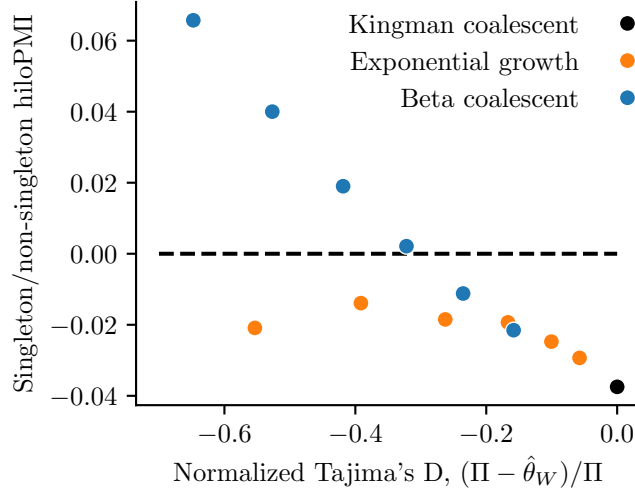 Singleton/non-singleton hiloPMI
0.06
0.04
0.02
0.00
−0.02
−0.04
Kingman coalescent
Exponential growth
Beta coalescent
−0.6
−0.4
−0.2
0.0
Normalized Tajima's D, (Π − θ̂_W)/Π